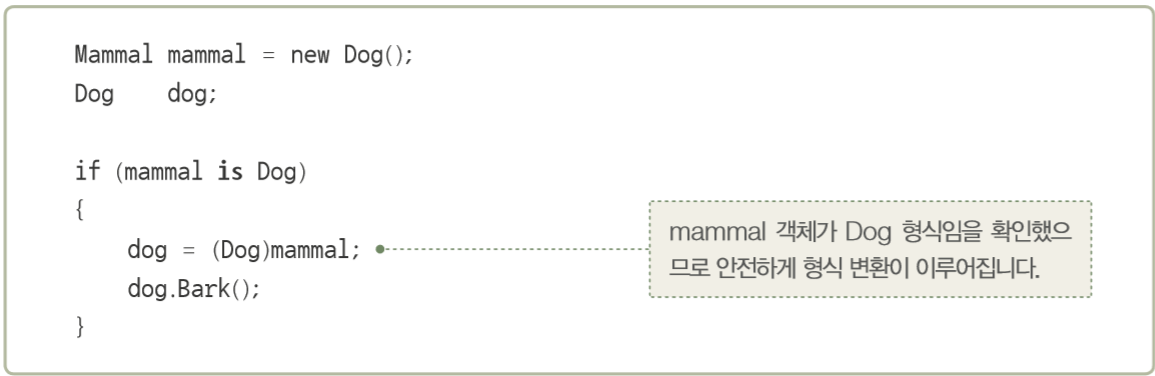 Mammal mammal = new Dog();
Dog    dog;
if (mammal is Dog)
{
    dog = (Dog)mammal;
mammal 객체가 Dog 형식임을 확인했으
므로 안전하게 형식 변환이 이루어집니다.
    dog.Bark();
}